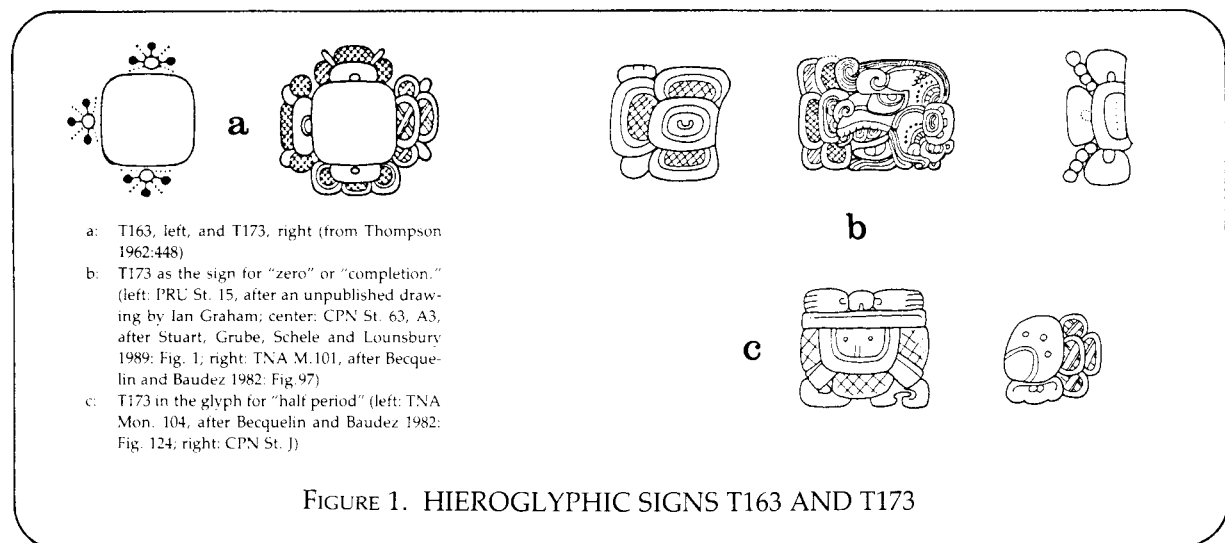 a
b
c
a: T163, left, and T173, right (from Thompson
1962:448)
b: T173 as the sign for “zero” or “completion.”
(left: PRU St. 15, after an unpublished draw-
ing by Ian Graham; center: CPN St. 63, A3,
after Stuart, Grube, Schele and Lounsbury
1989: Fig. 1; right: TNA M.101, after Becque-
lin and Baudez 1982: Fig.97)
c: T173 in the glyph for “half period” (left: TNA
Mon. 104, after Becquelin and Baudez 1982:
Fig. 124; right: CPN St. J)
FIGURE 1. HIEROGLYPHIC SIGNS T163 AND T173